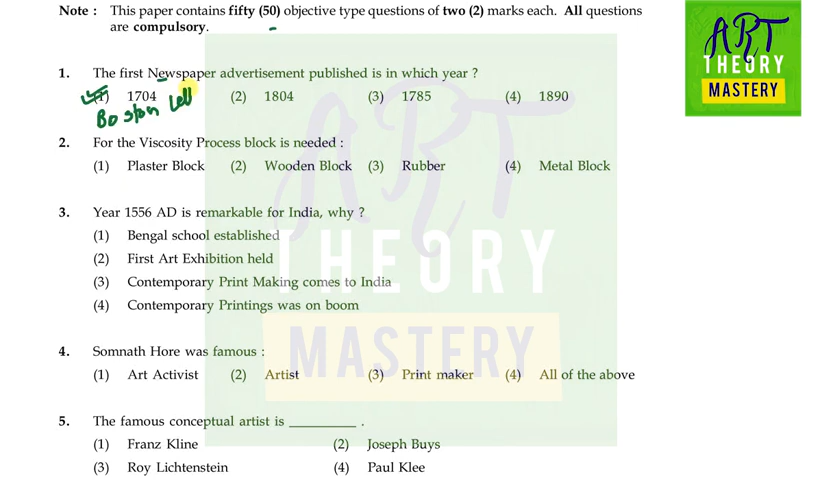 Note : This paper contains fifty (50) objective type questions of two (2) marks each. All questions
are compulsory.
ART
THEORY
MASTERY
1. The first Newspaper advertisement published is in which year ?
(1) 1704 (2) 1804 (3) 1785 (4) 1890
Boston Lett
2. For the Viscosity Process block is needed :
(1) Plaster Block (2) Wooden Block (3) Rubber (4) Metal Block
3. Year 1556 AD is remarkable for India, why ?
(1) Bengal school established
(2) First Art Exhibition held
(3) Contemporary Print Making comes to India
(4) Contemporary Printings was on boom
4. Somnath Hore was famous :
(1) Art Activist (2) Artist (3) Print maker (4) All of the above
5. The famous conceptual artist is __________ .
(1) Franz Kline (2) Joseph Buys
(3) Roy Lichtenstein (4) Paul Klee
ART
THEORY
MASTERY